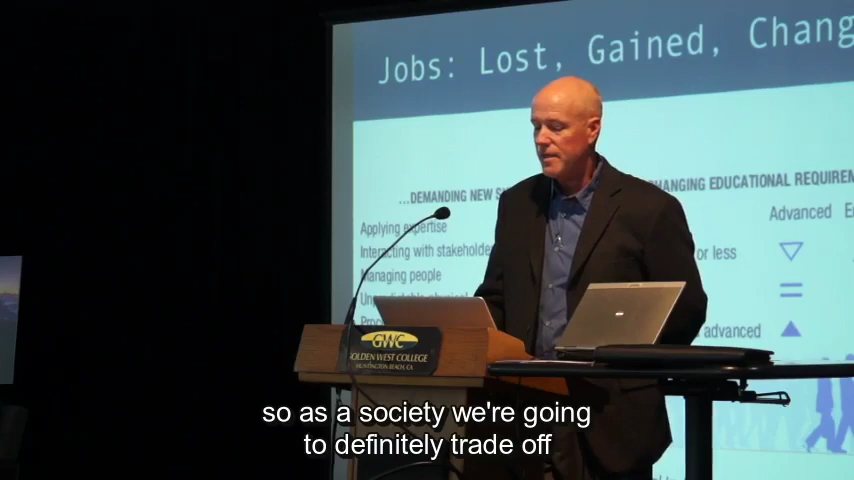 Jobs: Lost, Gained, Chang
...DEMANDING NEW S
HANGING EDUCATIONAL REQUIREM
Applying expertise
Advanced
Interacting with stakeholde
or less
Managing people
advanced
GWC
GOLDEN WEST COLLEGE
HUNTINGTON BEACH, CA
so as a society we're going
to definitely trade off